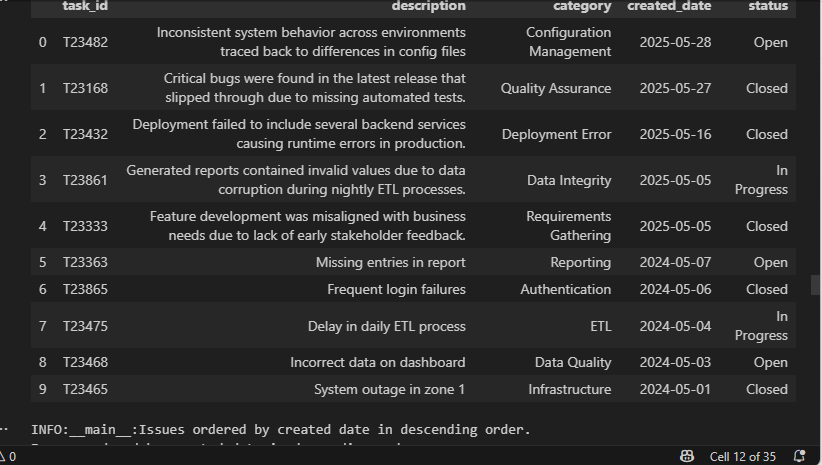 task_id description category created_date status
0 T23482 Inconsistent system behavior across environments traced back to differences in config files Configuration Management 2025-05-28 Open
1 T23168 Critical bugs were found in the latest release that slipped through due to missing automated tests. Quality Assurance 2025-05-27 Closed
2 T23432 Deployment failed to include several backend services causing runtime errors in production. Deployment Error 2025-05-16 Closed
3 T23861 Generated reports contained invalid values due to data corruption during nightly ETL processes. Data Integrity 2025-05-05 In Progress
4 T23333 Feature development was misaligned with business needs due to lack of early stakeholder feedback. Requirements Gathering 2025-05-05 Closed
5 T23363 Missing entries in report Reporting 2024-05-07 Open
6 T23865 Frequent login failures Authentication 2024-05-06 Closed
7 T23475 Delay in daily ETL process ETL 2024-05-04 In Progress
8 T23468 Incorrect data on dashboard Data Quality 2024-05-03 Open
9 T23465 System outage in zone 1 Infrastructure 2024-05-01 Closed
INFO:__main__:Issues ordered by created date in descending order.
0 Cell 12 of 35